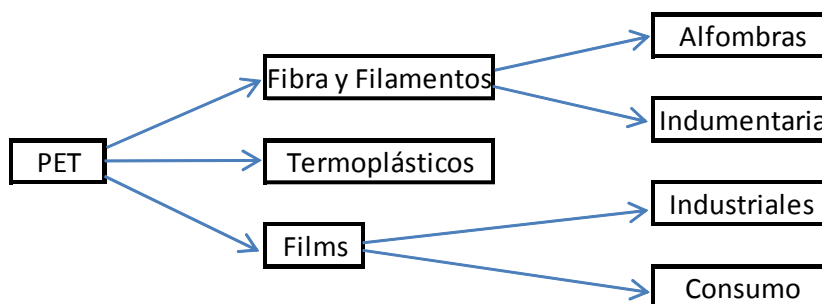 Alfombras
Fibra y Filamentos
Indumentaria
PET
Termoplásticos
Industriales
Films
Consumo